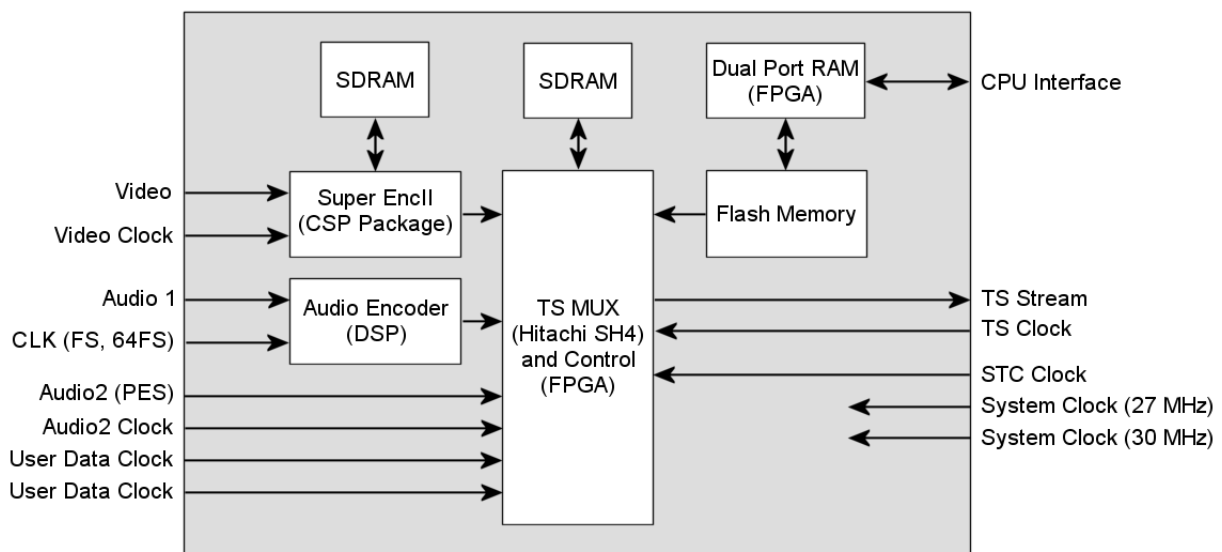 SDRAM
SDRAM
Dual Port RAM
(FPGA)
CPU Interface
Video
Video Clock
Super EncII
(CSP Package)
Flash Memory
Audio 1
CLK (FS, 64FS)
Audio Encoder
(DSP)
TS MUX
(Hitachi SH4)
and Control
(FPGA)
TS Stream
TS Clock
STC Clock
System Clock (27 MHz)
System Clock (30 MHz)
Audio2 (PES)
Audio2 Clock
User Data Clock
User Data Clock